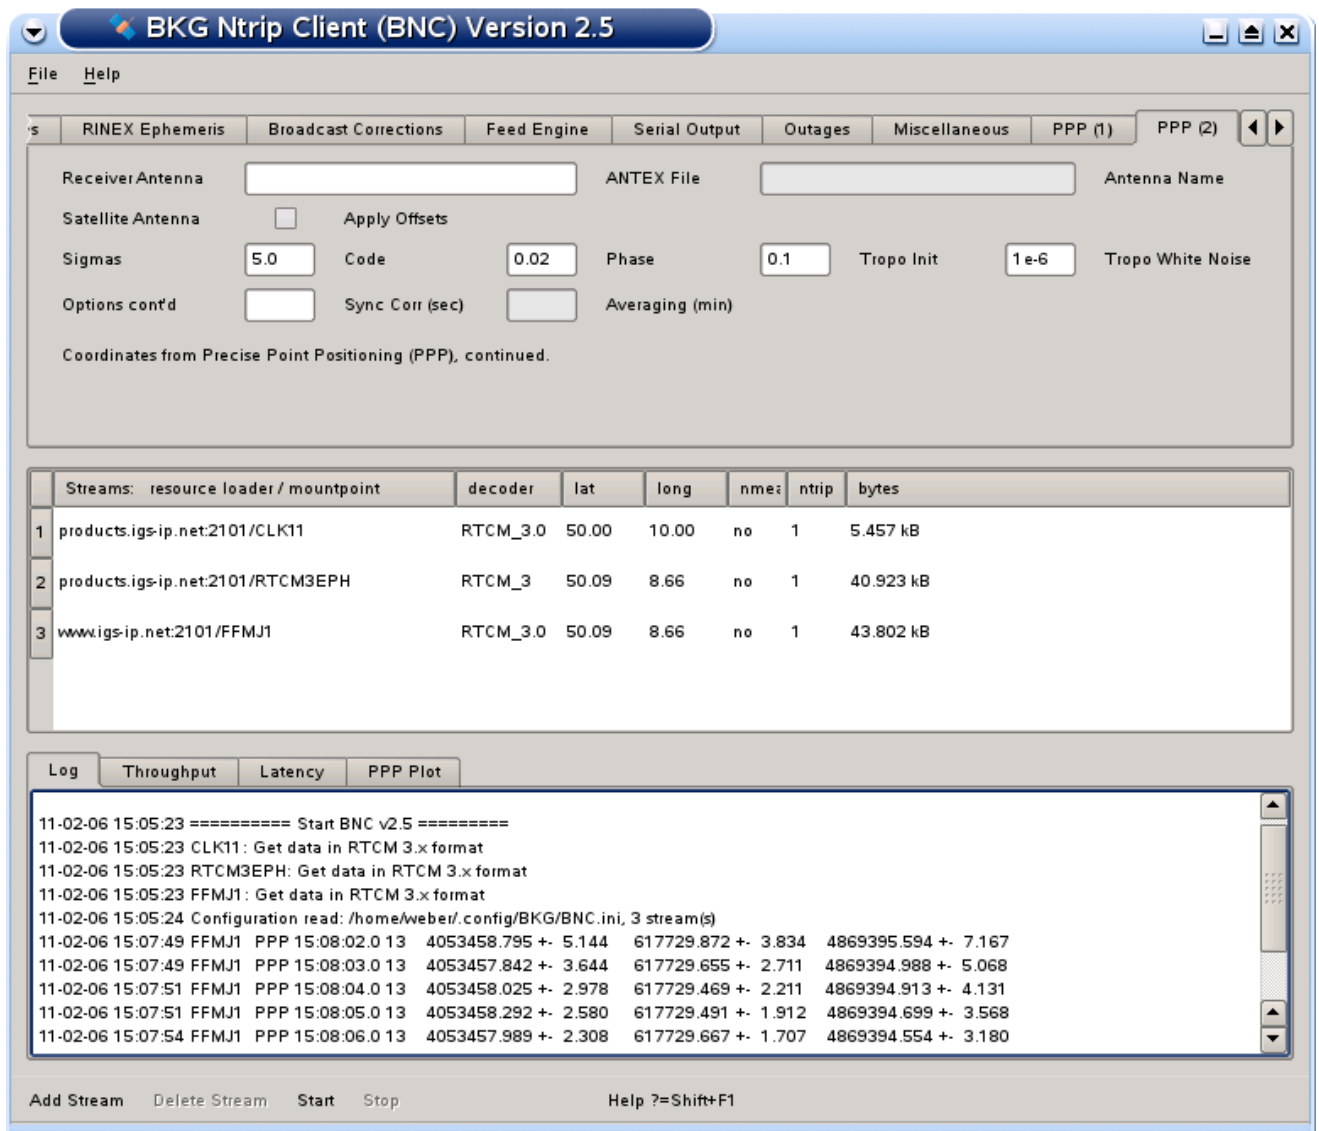 BKG Ntrip Client (BNC) Version 2.5
File Help
RINEX Ephemeris Broadcast Corrections Feed Engine Serial Output Outages Miscellaneous PPP (1) PPP (2)
Receiver Antenna ANTEX File Antenna Name
Satellite Antenna Apply Offsets
Sigmas 5.0 Code 0.02 Phase 0.1 Tropo Init 1e-6 Tropo White Noise
Options cont'd Sync Corr (sec) Averaging (min)
Coordinates from Precise Point Positioning (PPP), continued.
Streams: resource loader / mountpoint decoder lat long nmea ntrip bytes
1 products.igs-ip.net:2101/CLK11 RTCM_3.0 50.00 10.00 no 1 5.457 kB
2 products.igs-ip.net:2101/RTCM3EPH RTCM_3 50.09 8.66 no 1 40.923 kB
3 www.igs-ip.net:2101/FFMJ1 RTCM_3.0 50.09 8.66 no 1 43.802 kB
Log Throughput Latency PPP Plot
11-02-06 15:05:23 ========== Start BNC v2.5 =========
11-02-06 15:05:23 CLK11: Get data in RTCM 3.x format
11-02-06 15:05:23 RTCM3EPH: Get data in RTCM 3.x format
11-02-06 15:05:23 FFMJ1: Get data in RTCM 3.x format
11-02-06 15:05:24 Configuration read: /home/weber/.config/BKG/BNC.ini, 3 stream(s)
11-02-06 15:07:49 FFMJ1 PPP 15:08:02.0 13 4053458.795 +- 5.144 617729.872 +- 3.834 4869395.594 +- 7.167
11-02-06 15:07:49 FFMJ1 PPP 15:08:03.0 13 4053457.842 +- 3.644 617729.655 +- 2.711 4869394.988 +- 5.068
11-02-06 15:07:51 FFMJ1 PPP 15:08:04.0 13 4053458.025 +- 2.978 617729.469 +- 2.211 4869394.913 +- 4.131
11-02-06 15:07:51 FFMJ1 PPP 15:08:05.0 13 4053458.292 +- 2.580 617729.491 +- 1.912 4869394.699 +- 3.568
11-02-06 15:07:54 FFMJ1 PPP 15:08:06.0 13 4053457.989 +- 2.308 617729.667 +- 1.707 4869394.554 +- 3.180
Add Stream Delete Stream Start Stop Help ?=Shift+F1